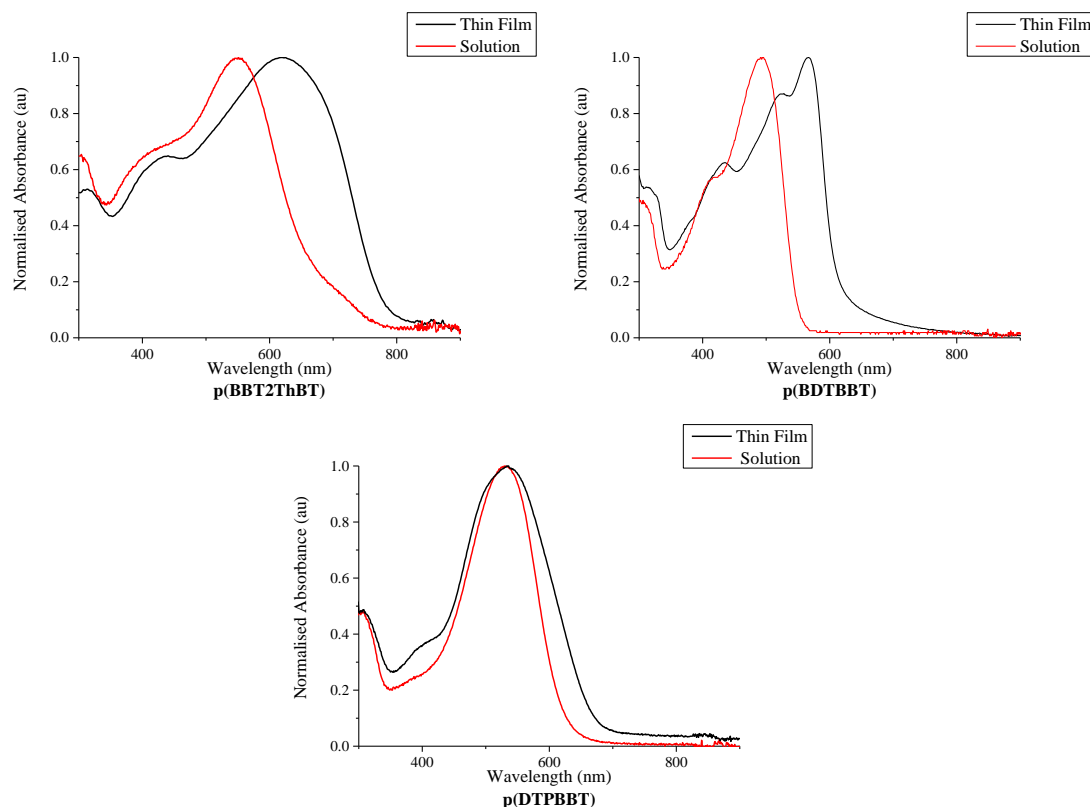 Thin Film
Solution
1.0
0.8
0.6
0.4
0.2
0.0
Normalised Absorbance (au)
400
600
800
Wavelength (nm)
p(BBT2ThBT)
Thin Film
Solution
1.0
0.8
0.6
0.4
0.2
0.0
Normalised Absorbance (au)
400
600
800
Wavelength (nm)
p(BDTBBT)
Thin Film
Solution
1.0
0.8
0.6
0.4
0.2
0.0
Normalised Absorbance (au)
400
600
800
Wavelength (nm)
p(DTPBBT)